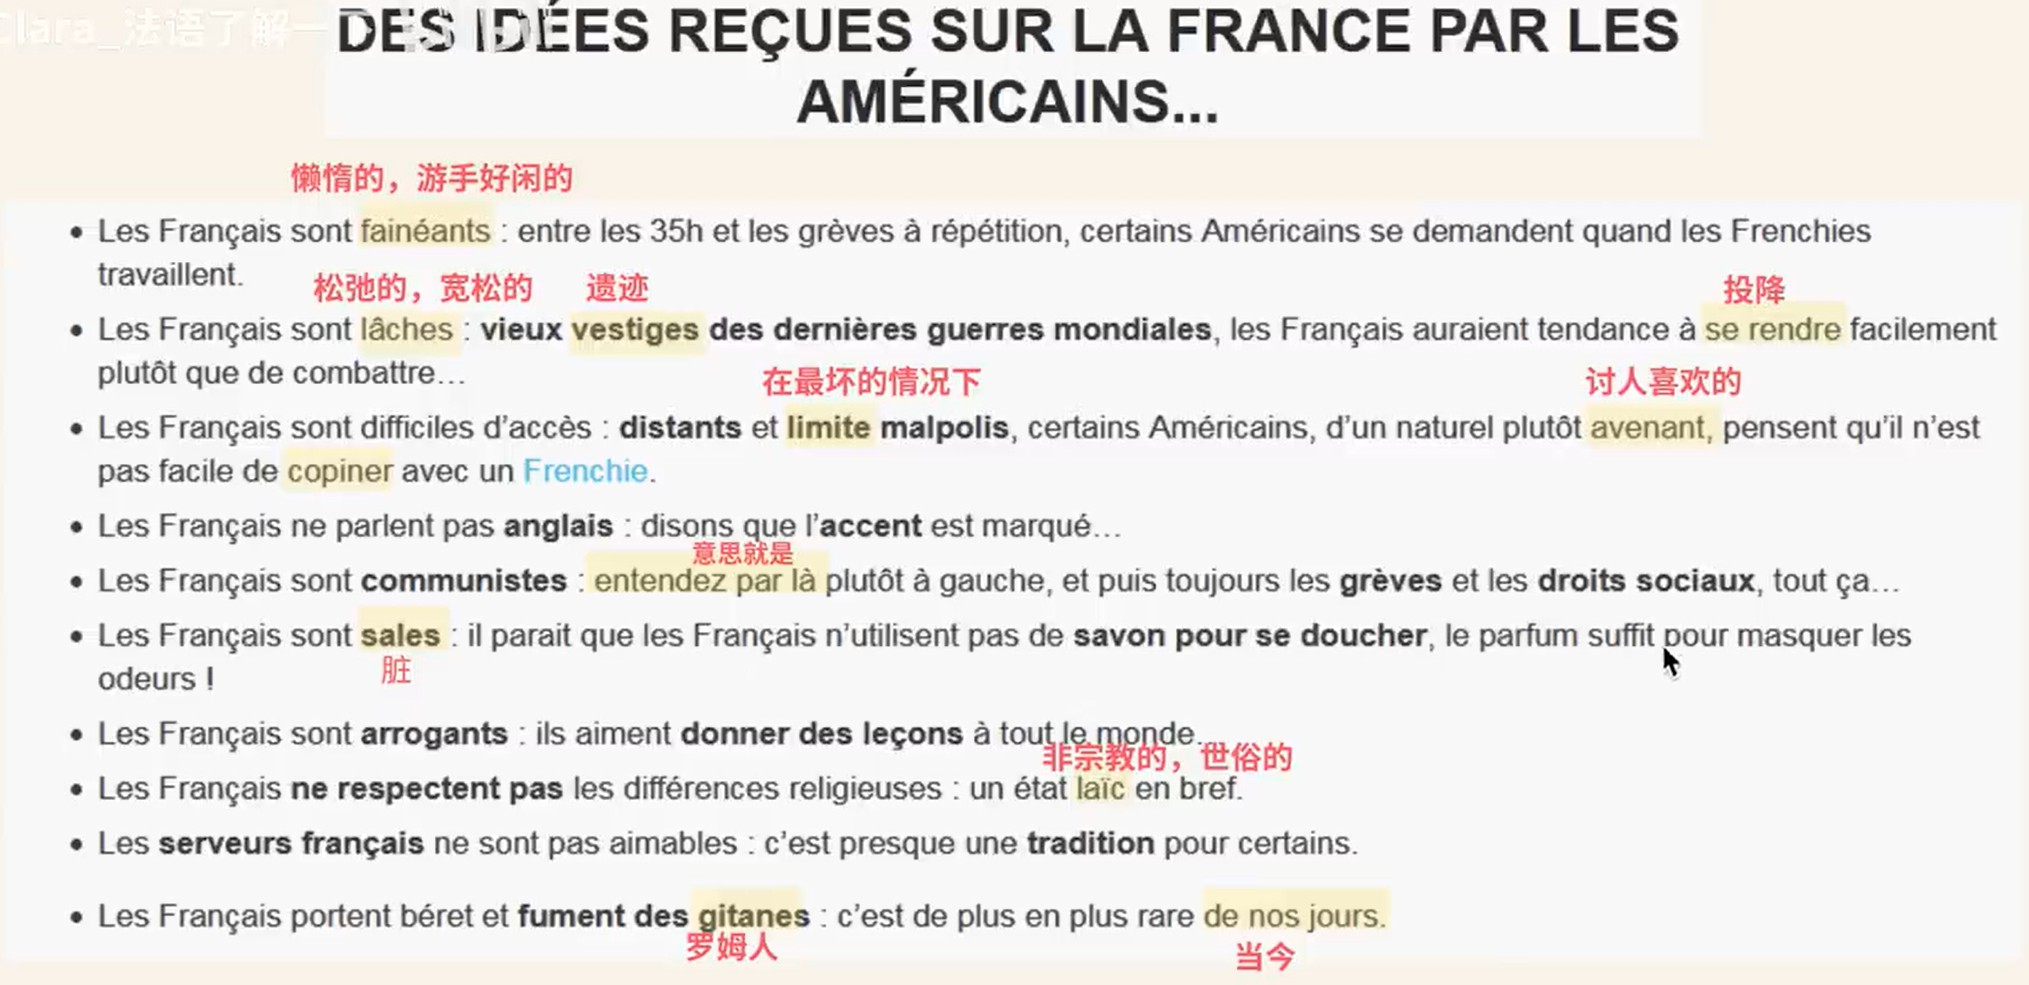 Clara_法语了解一
DES IDÉES REÇUES SUR LA FRANCE PAR LES
AMÉRICAINS...
懒惰的，游手好闲的
Les Français sont fainéants : entre les 35h et les grèves à répétition, certains Américains se demandent quand les Frenchies
travaillent.
松弛的，宽松的 遗迹 投降
Les Français sont lâches : vieux vestiges des dernières guerres mondiales, les Français auraient tendance à se rendre facilement
plutôt que de combattre…
在最坏的情况下 讨人喜欢的
Les Français sont difficiles d’accès : distants et limite malpolis, certains Américains, d’un naturel plutôt avenant, pensent qu’il n’est
pas facile de copiner avec un Frenchie.
Les Français ne parlent pas anglais : disons que l’accent est marqué…
意思就是
Les Français sont communistes : entendez par là plutôt à gauche, et puis toujours les grèves et les droits sociaux, tout ça…
Les Français sont sales : il parait que les Français n’utilisent pas de savon pour se doucher, le parfum suffit pour masquer les
脏
odeurs !
Les Français sont arrogants : ils aiment donner des leçons à tout le monde…
非宗教的，世俗的
Les Français ne respectent pas les différences religieuses : un état laïc en bref.
Les serveurs français ne sont pas aimables : c’est presque une tradition pour certains.
Les Français portent béret et fument des gitanes : c’est de plus en plus rare de nos jours.
罗姆人 当今